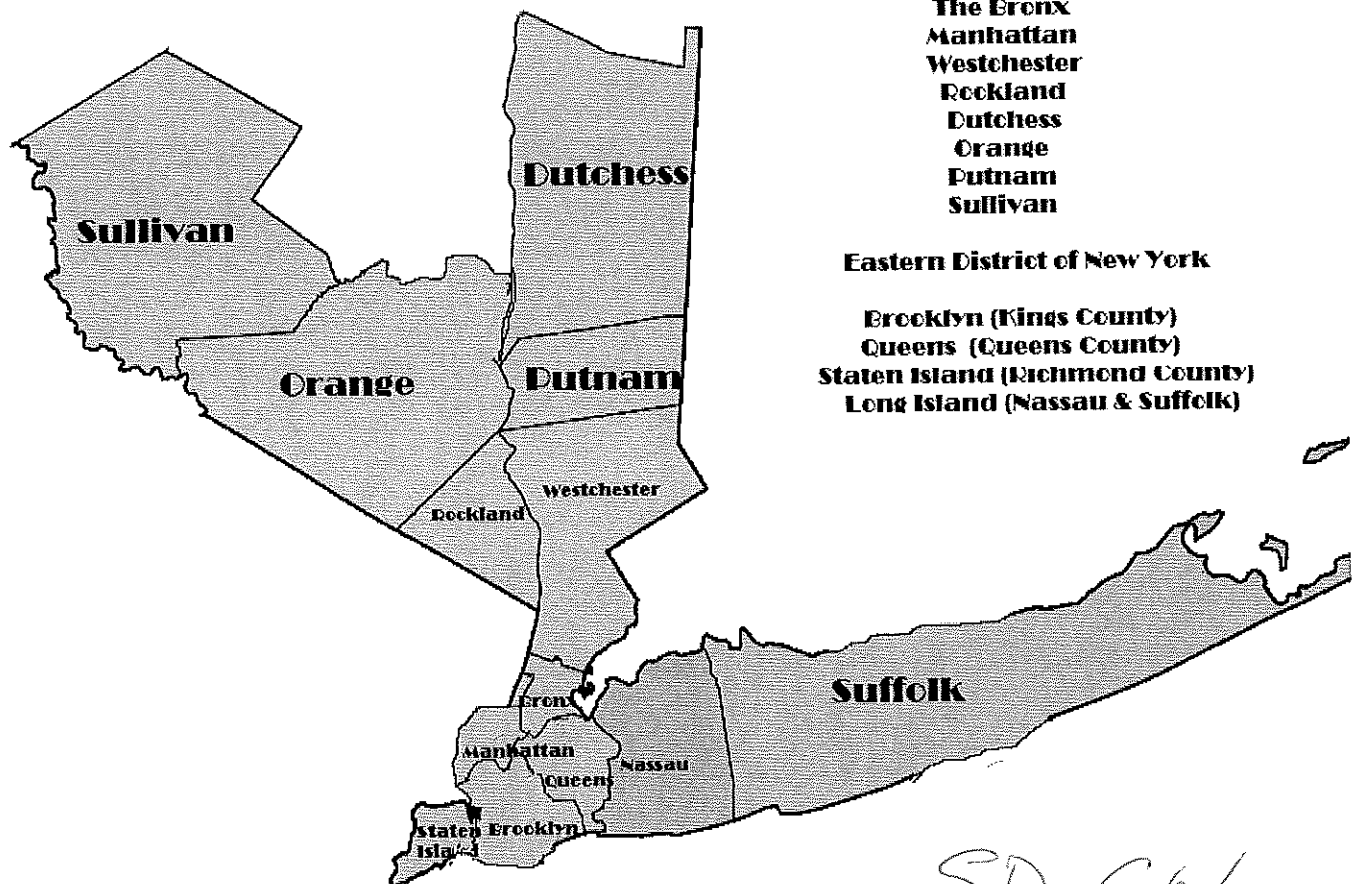 The Bronx
Manhattan
Westchester
Rockland
Dutchess
Orange
Putnam
Sullivan
Eastern District of New York
Brooklyn (Kings County)
Queens (Queens County)
Staten Island (Richmond County)
Long Island (Nassau & Suffolk)
Dutchess
Sullivan
Orange
Putnam
Westchester
Rockland
Bronx
Suffolk
Manhattan
Nassau
Queens
Staten
Island
Brooklyn